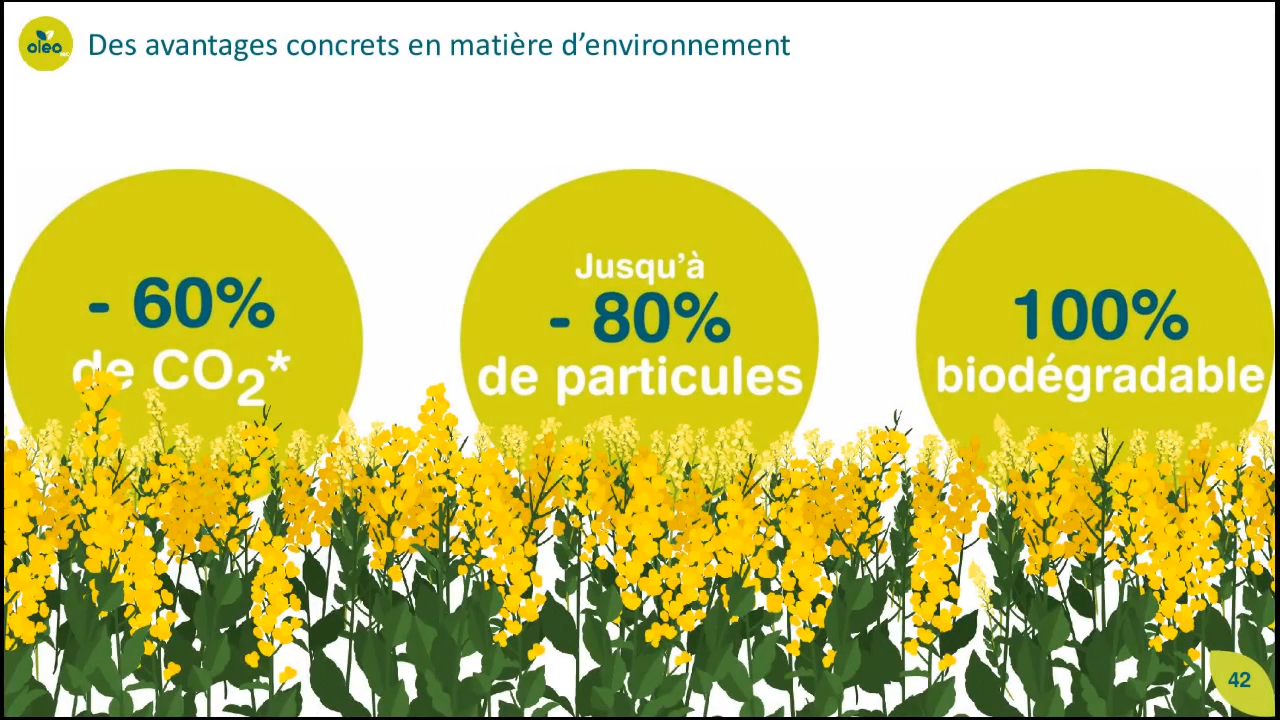 oleo
Des avantages concrets en matière d’environnement
- 60%
de CO₂*
Jusqu’à
- 80%
de particules
100%
biodégradable
42